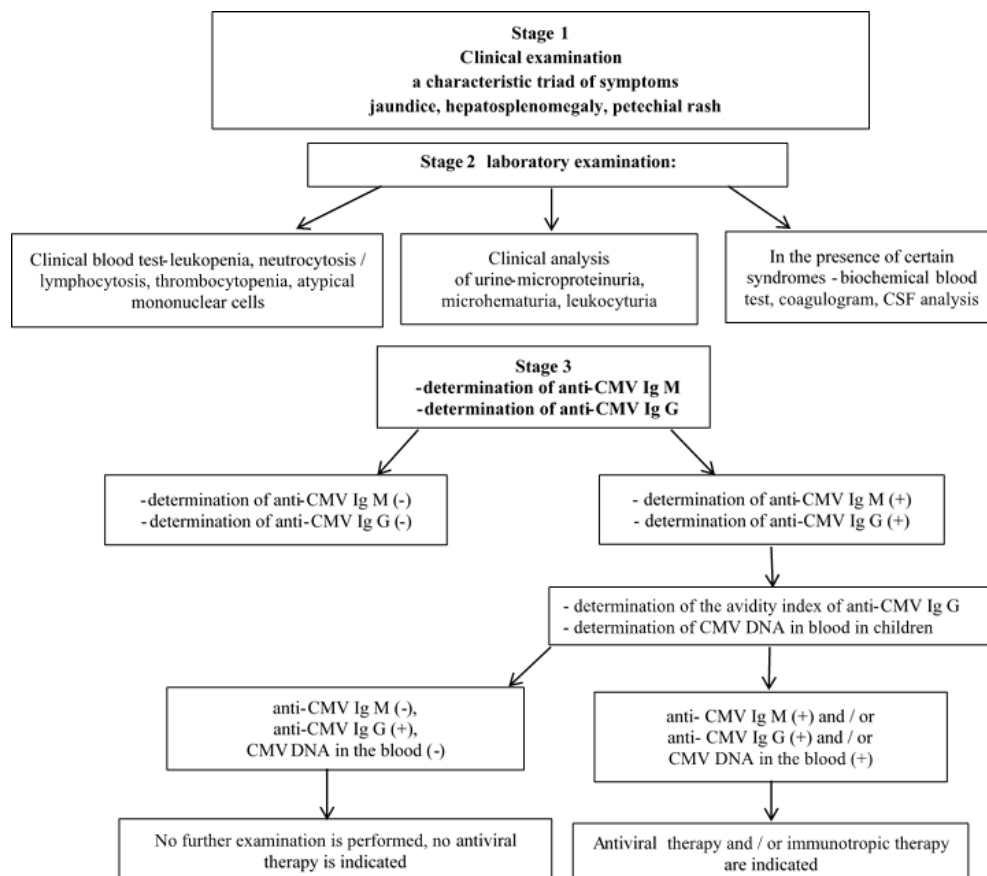 Stage 1
Clinical examination
a characteristic triad of symptoms
jaundice, hepatosplenomegaly, petechial rash
Stage 2 laboratory examination:
Clinical blood test-leukopenia, neutrocytosis /
lymphocytosis, thrombocytopenia, atypical
mononuclear cells
Clinical analysis
of urine-microproteinuria,
microhematuria, leukocyturia
In the presence of certain
syndromes - biochemical blood
test, coagulogram, CSF analysis
Stage 3
-determination of anti-CMV Ig M
-determination of anti-CMV Ig G
-determination of anti-CMV Ig M (-)
-determination of anti-CMV Ig G (-)
- determination of anti-CMV Ig M (+)
- determination of anti-CMV Ig G (+)
- determination of the avidity index of anti-CMV Ig G
- determination of CMV DNA in blood in children
anti-CMV Ig M (-),
anti-CMV Ig G (+),
CMV DNA in the blood (-)
anti- CMV Ig M (+) and / or
anti- CMV Ig G (+) and / or
CMV DNA in the blood (+)
No further examination is performed, no antiviral
therapy is indicated
Antiviral therapy and / or immunotropic therapy
are indicated